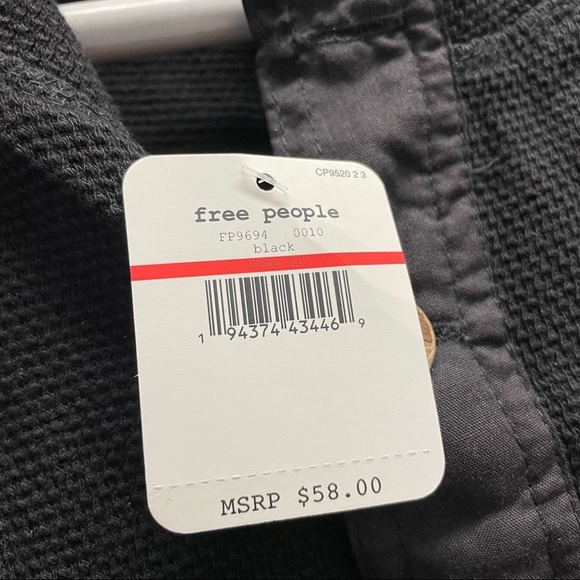 CP9520 2 3
free people
FP9694 0010
black
1 94374 43446 9
MSRP $58.00